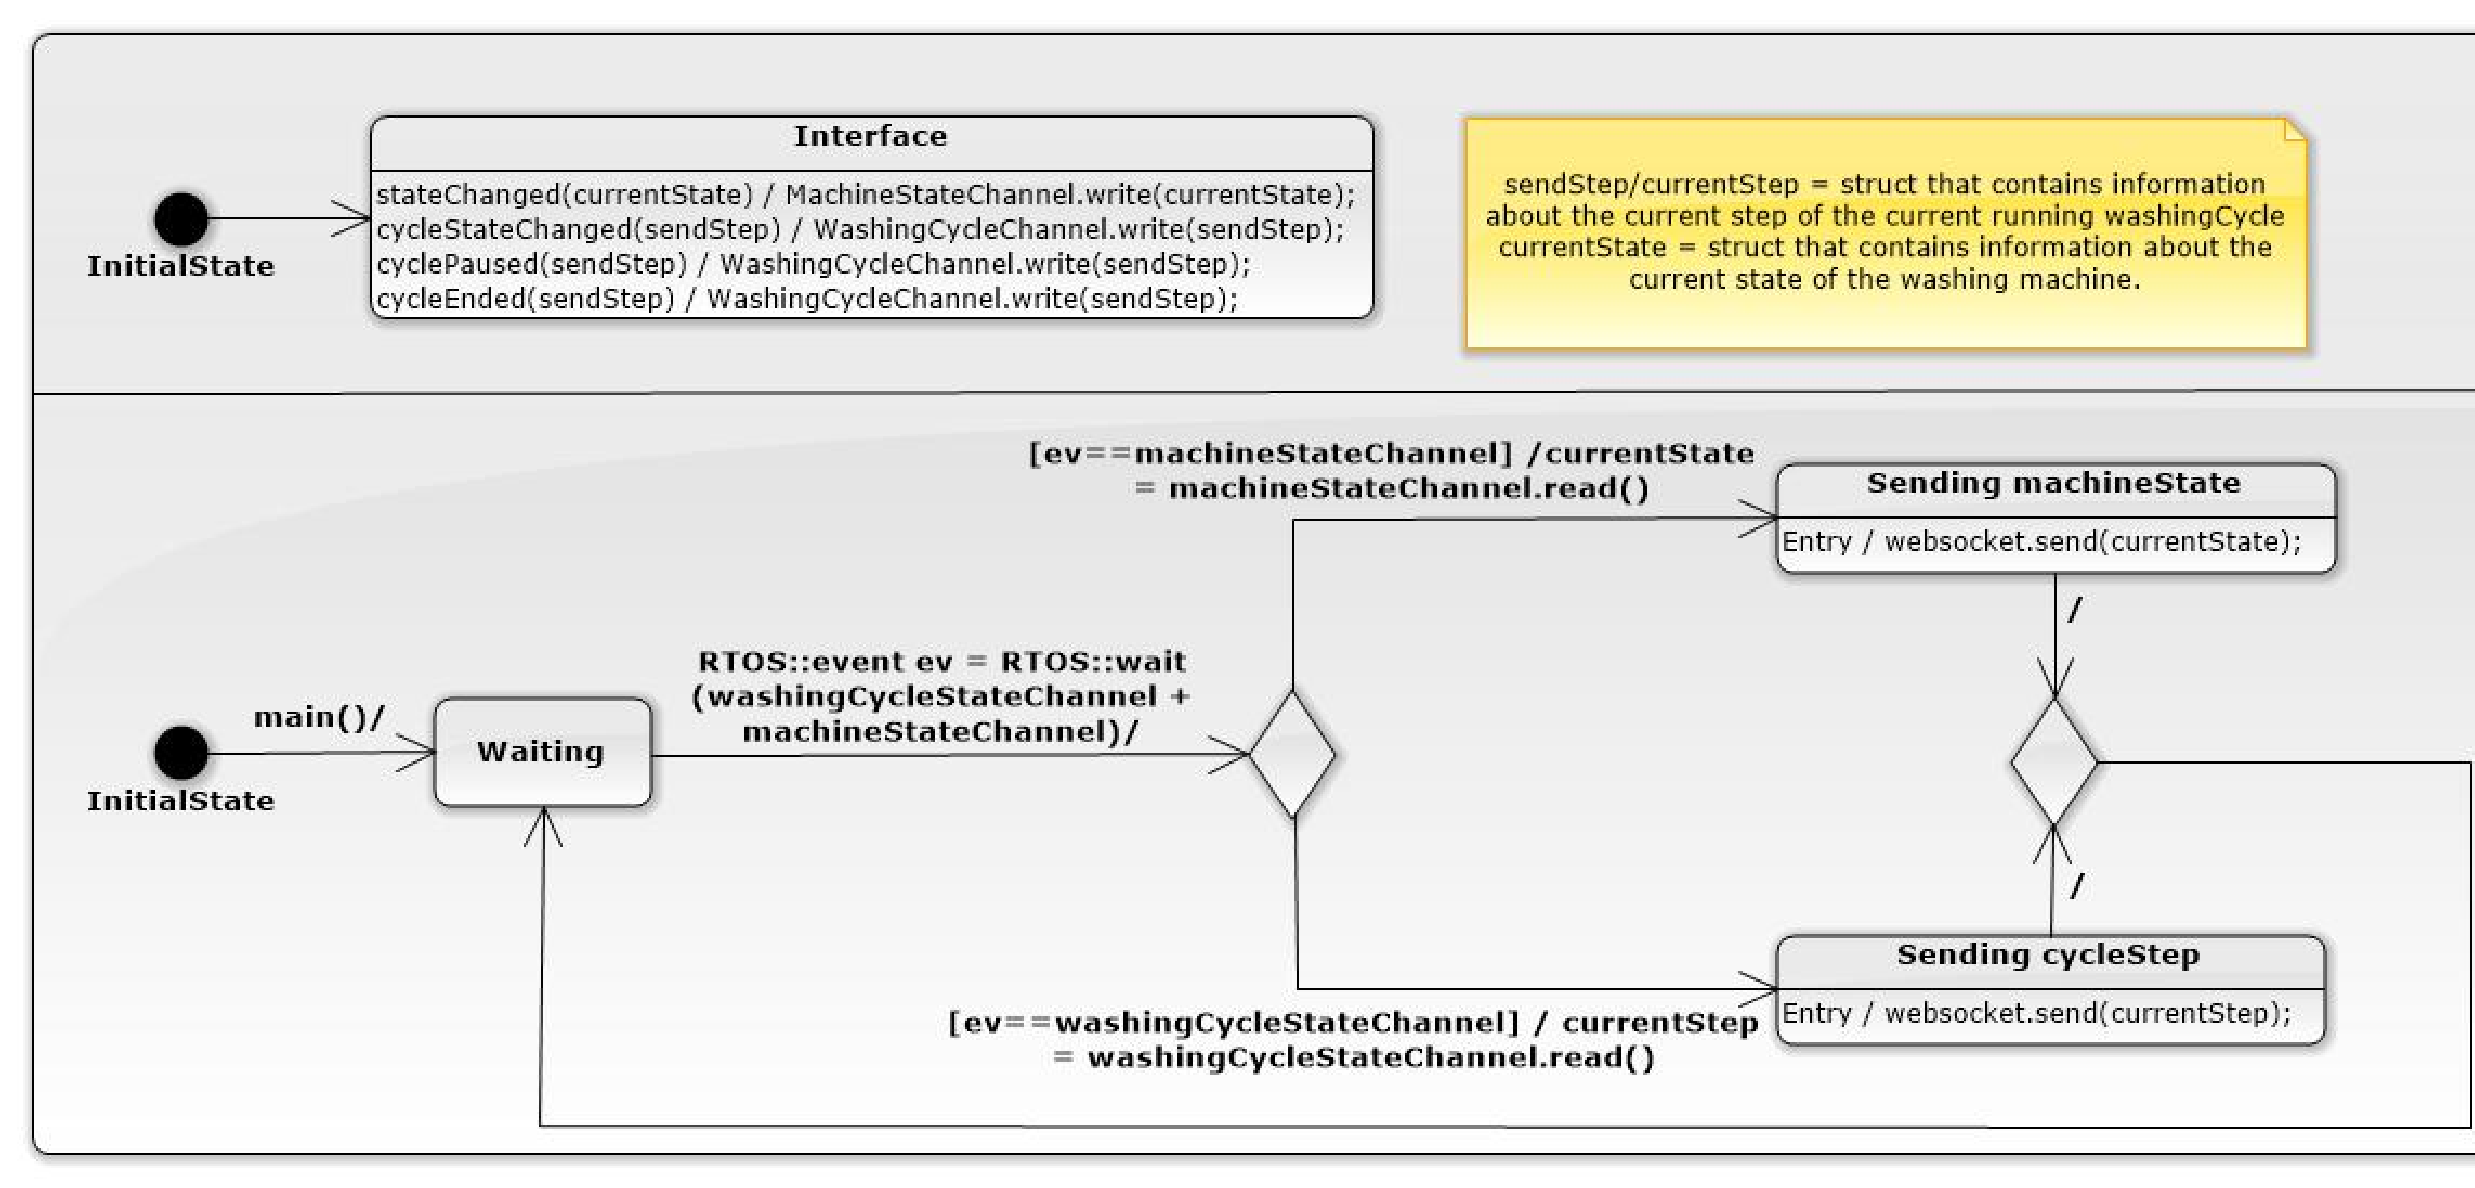 Interface
stateChanged(currentState) / MachineStateChannel.write(currentState);
cycleStateChanged(sendStep) / WashingCycleChannel.write(sendStep);
cyclePaused(sendStep) / WashingCycleChannel.write(sendStep);
cycleEnded(sendStep) / WashingCycleChannel.write(sendStep);
InitialState
sendStep/currentStep = struct that contains information
about the current step of the current running washingCycle
currentState = struct that contains information about the
current state of the washing machine.
[ev==machineStateChannel] /currentState
= machineStateChannel.read()
Sending machineState
Entry / websocket.send(currentState);
/
RTOS::event ev = RTOS::wait
(washingCycleStateChannel +
machineStateChannel)/
main()/
Waiting
InitialState
/
Sending cycleStep
Entry / websocket.send(currentStep);
[ev==washingCycleStateChannel] / currentStep
= washingCycleStateChannel.read()